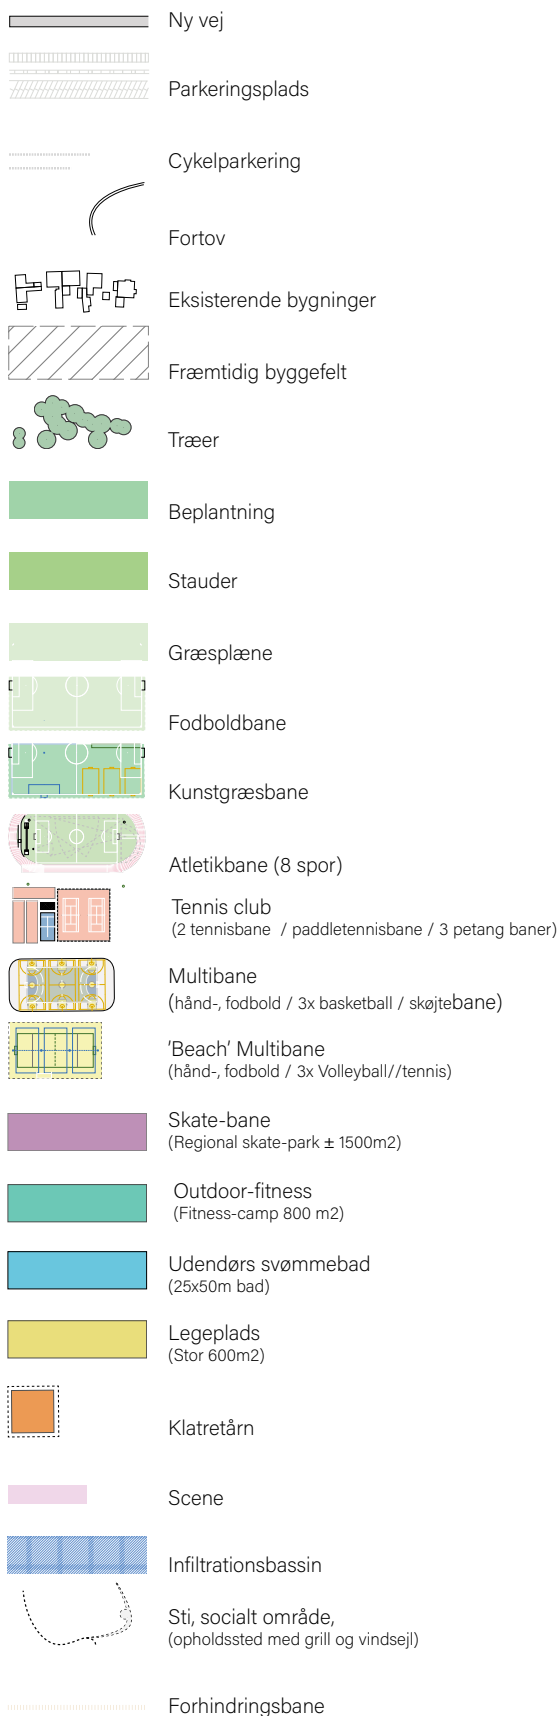 Ny vej
Parkeringsplads
Cykelparkering
Fortov
Eksisterende bygninger
Fræmtidig byggefelt
Træer
Beplantning
Stauder
Græsplæne
Fodboldbane
Kunstgræsbane
Atletikbane (8 spor)
Tennis club
(2 tennisbane / paddletennisbane / 3 petang baner)
Multibane
(hånd-, fodbold / 3x basketball / skøjtebane)
'Beach' Multibane
(hånd-, fodbold / 3x Volleyball//tennis)
Skate-bane
(Regional skate-park ± 1500m2)
Outdoor-fitness
(Fitness-camp 800 m2)
Udendørs svømmebad
(25x50m bad)
Legeplads
(Stor 600m2)
Klatretårn
Scene
Infiltrationsbassin
Sti, socialt område,
(opholdssted med grill og vindsejl)
Forhindringsbane